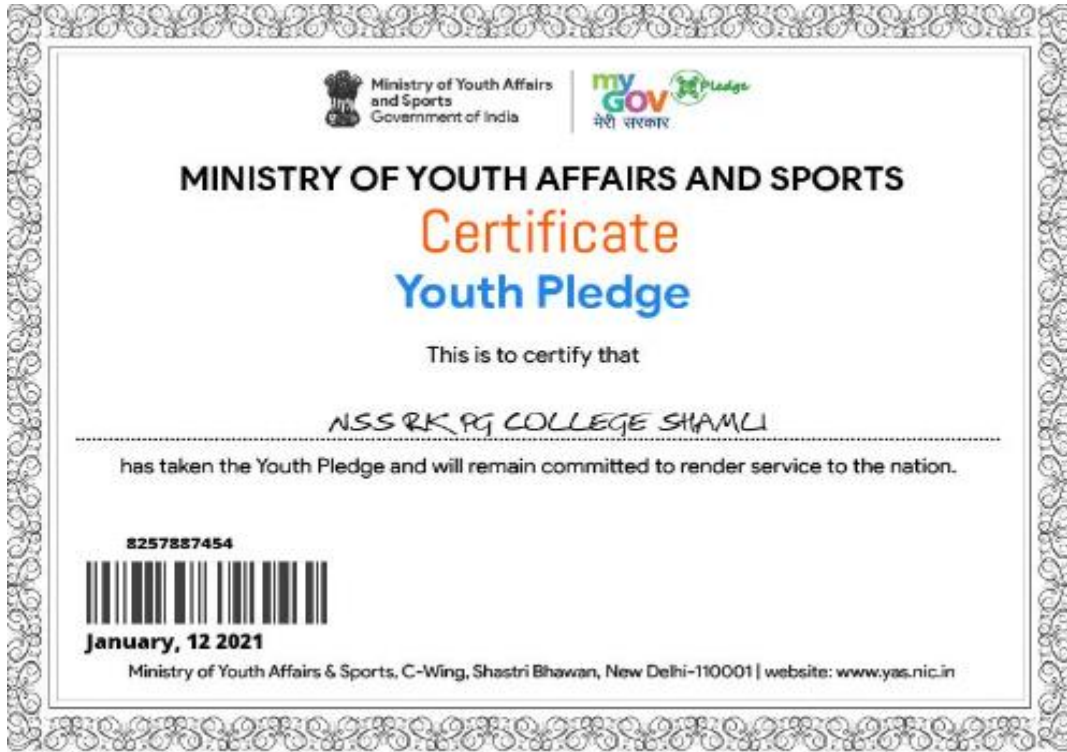 Ministry of Youth Affairs
and Sports
Government of India
my
GOV
मेरी सरकार
Pledge
MINISTRY OF YOUTH AFFAIRS AND SPORTS
Certificate
Youth Pledge
This is to certify that
NSS RK PG COLLEGE SHAMLI
has taken the Youth Pledge and will remain committed to render service to the nation.
8257887454
January, 12 2021
Ministry of Youth Affairs & Sports, C-Wing, Shastri Bhawan, New Delhi-110001 | website: www.yas.nic.in